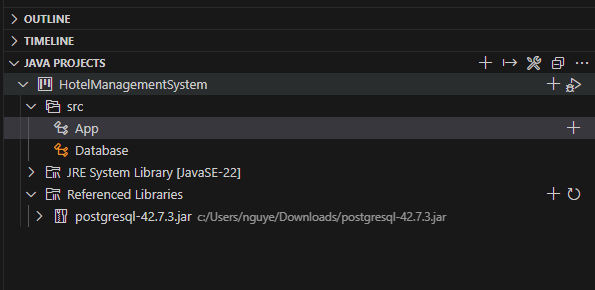 OUTLINE
TIMELINE
JAVA PROJECTS
HotelManagementSystem
src
App
Database
JRE System Library [JavaSE-22]
Referenced Libraries
postgresql-42.7.3.jar c:/Users/nguye/Downloads/postgresql-42.7.3.jar